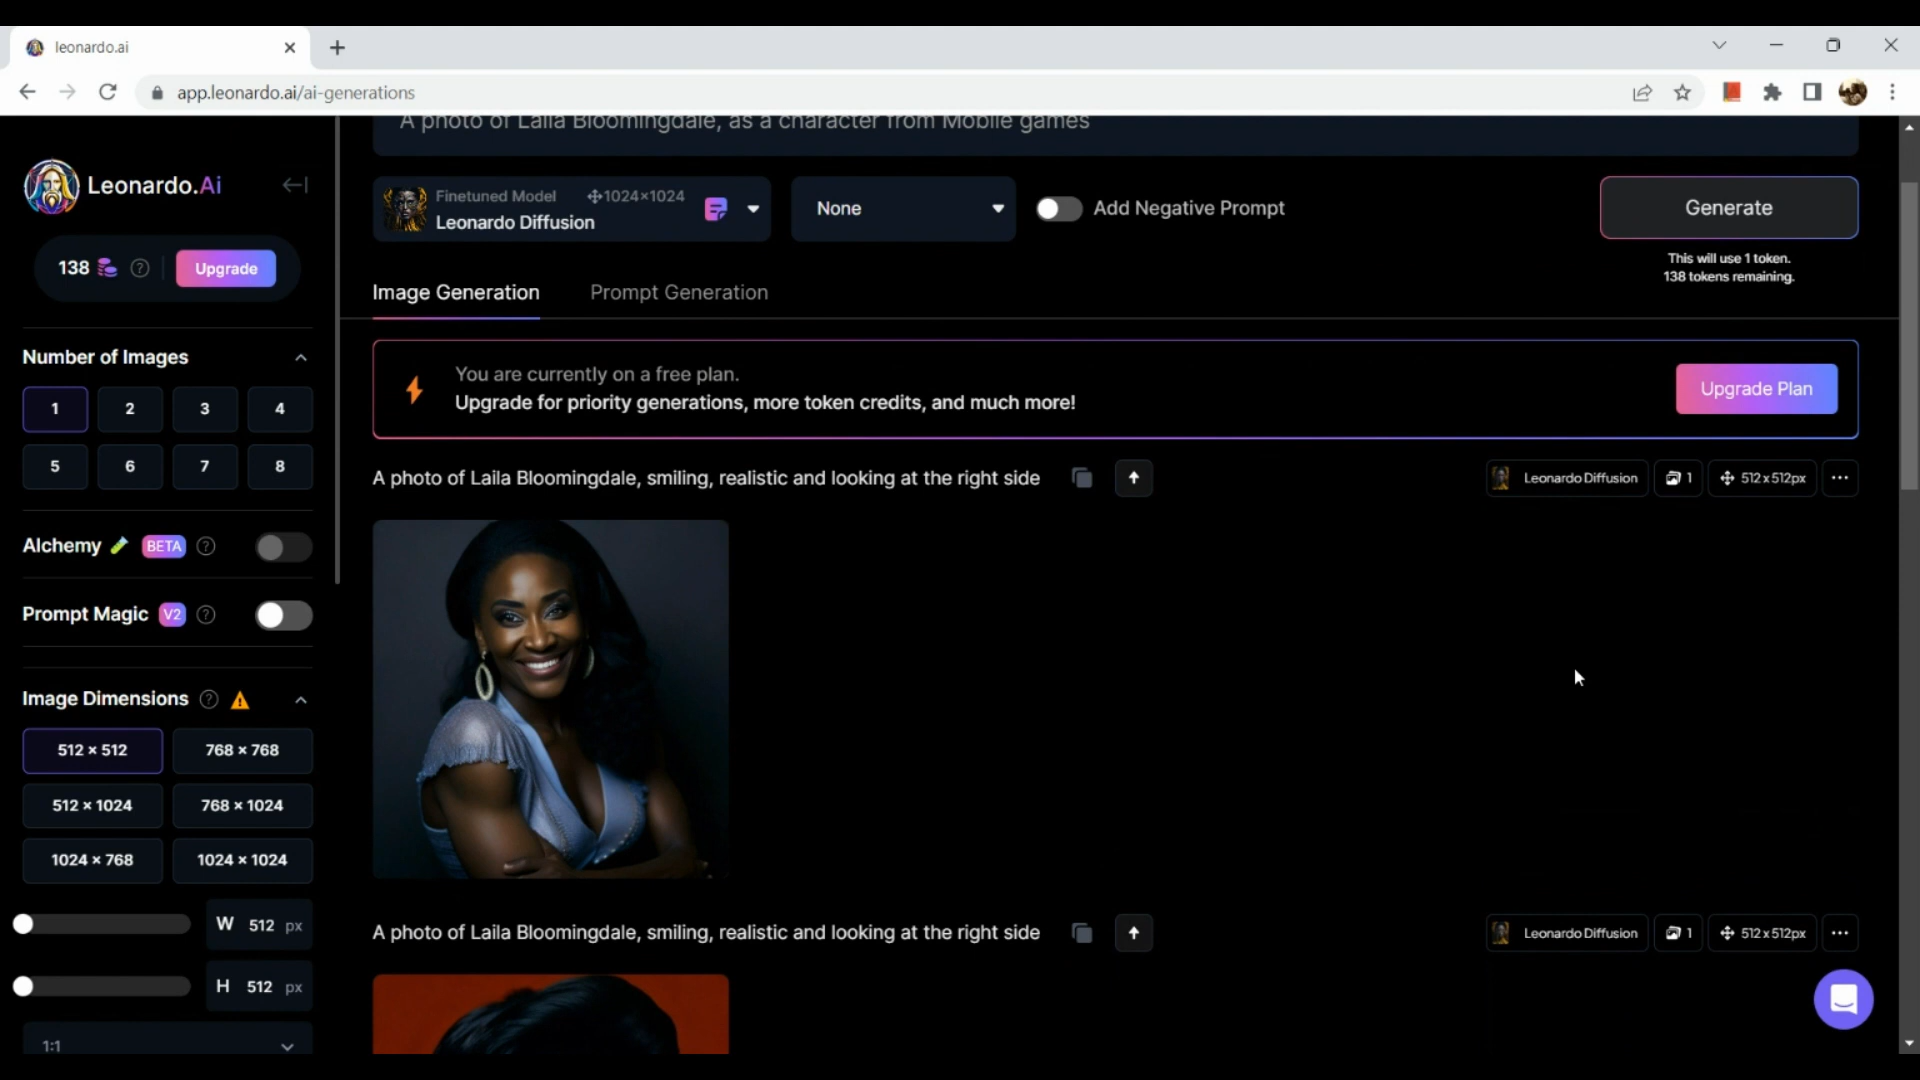 leonardo.ai
app.leonardo.ai/ai-generations
A photo of Laila Bloomingdale, as a character from Mobile games
Leonardo.Ai
Finetuned Model 1024×1024
Leonardo Diffusion
None
Add Negative Prompt
Generate
This will use 1 token.
138 tokens remaining.
138
Upgrade
Image Generation
Prompt Generation
You are currently on a free plan.
Upgrade for priority generations, more token credits, and much more!
Upgrade Plan
Number of Images
1 2 3 4
5 6 7 8
Alchemy BETA
Prompt Magic V2
Image Dimensions
512 × 512 768 × 768
512 × 1024 768 × 1024
1024 × 768 1024 × 1024
W 512 px
H 512 px
1:1
A photo of Laila Bloomingdale, smiling, realistic and looking at the right side
Leonardo Diffusion 1 512 x 512px
A photo of Laila Bloomingdale, smiling, realistic and looking at the right side
Leonardo Diffusion 1 512 x 512px